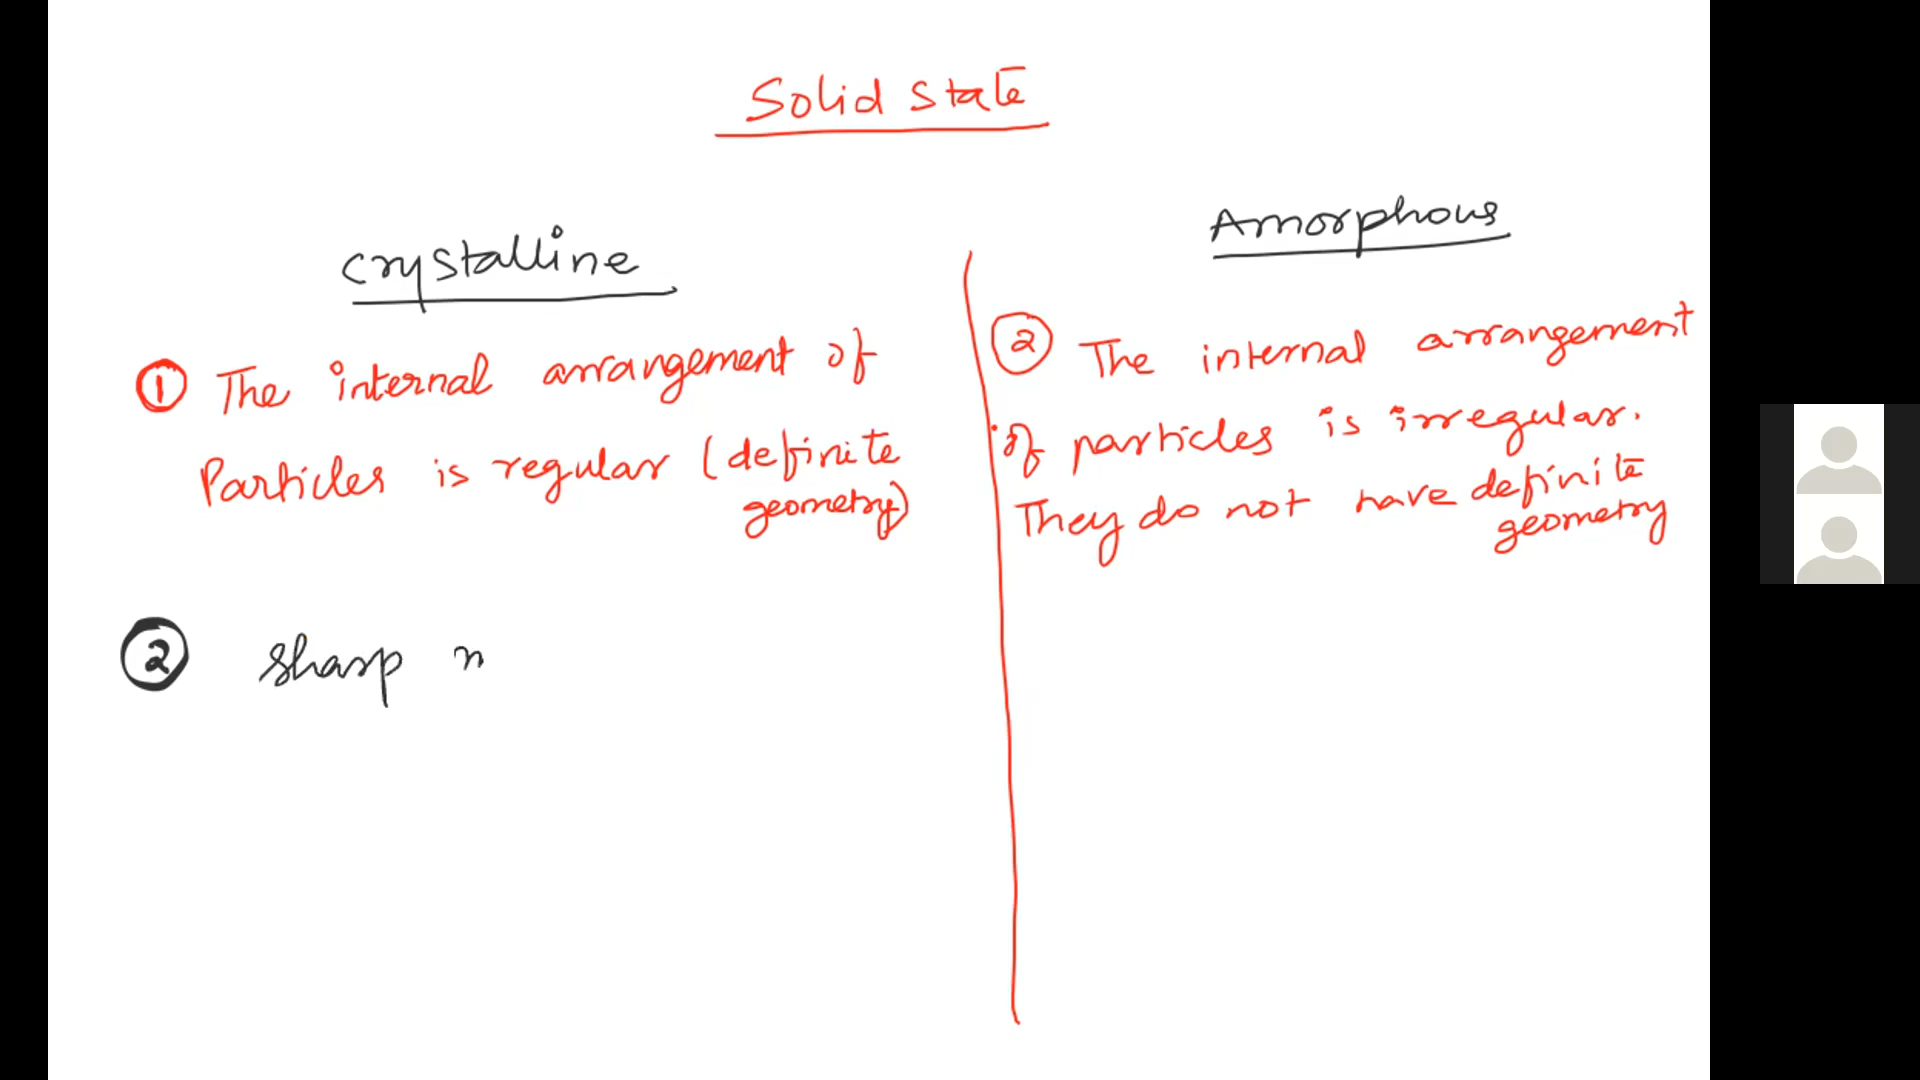 Solid state
Crystalline
Amorphous
① The internal arrangement of
Particles is regular (definite
geometry)
② The internal arrangement
of particles is irregular.
They do not have definite
geometry
② Sharp m